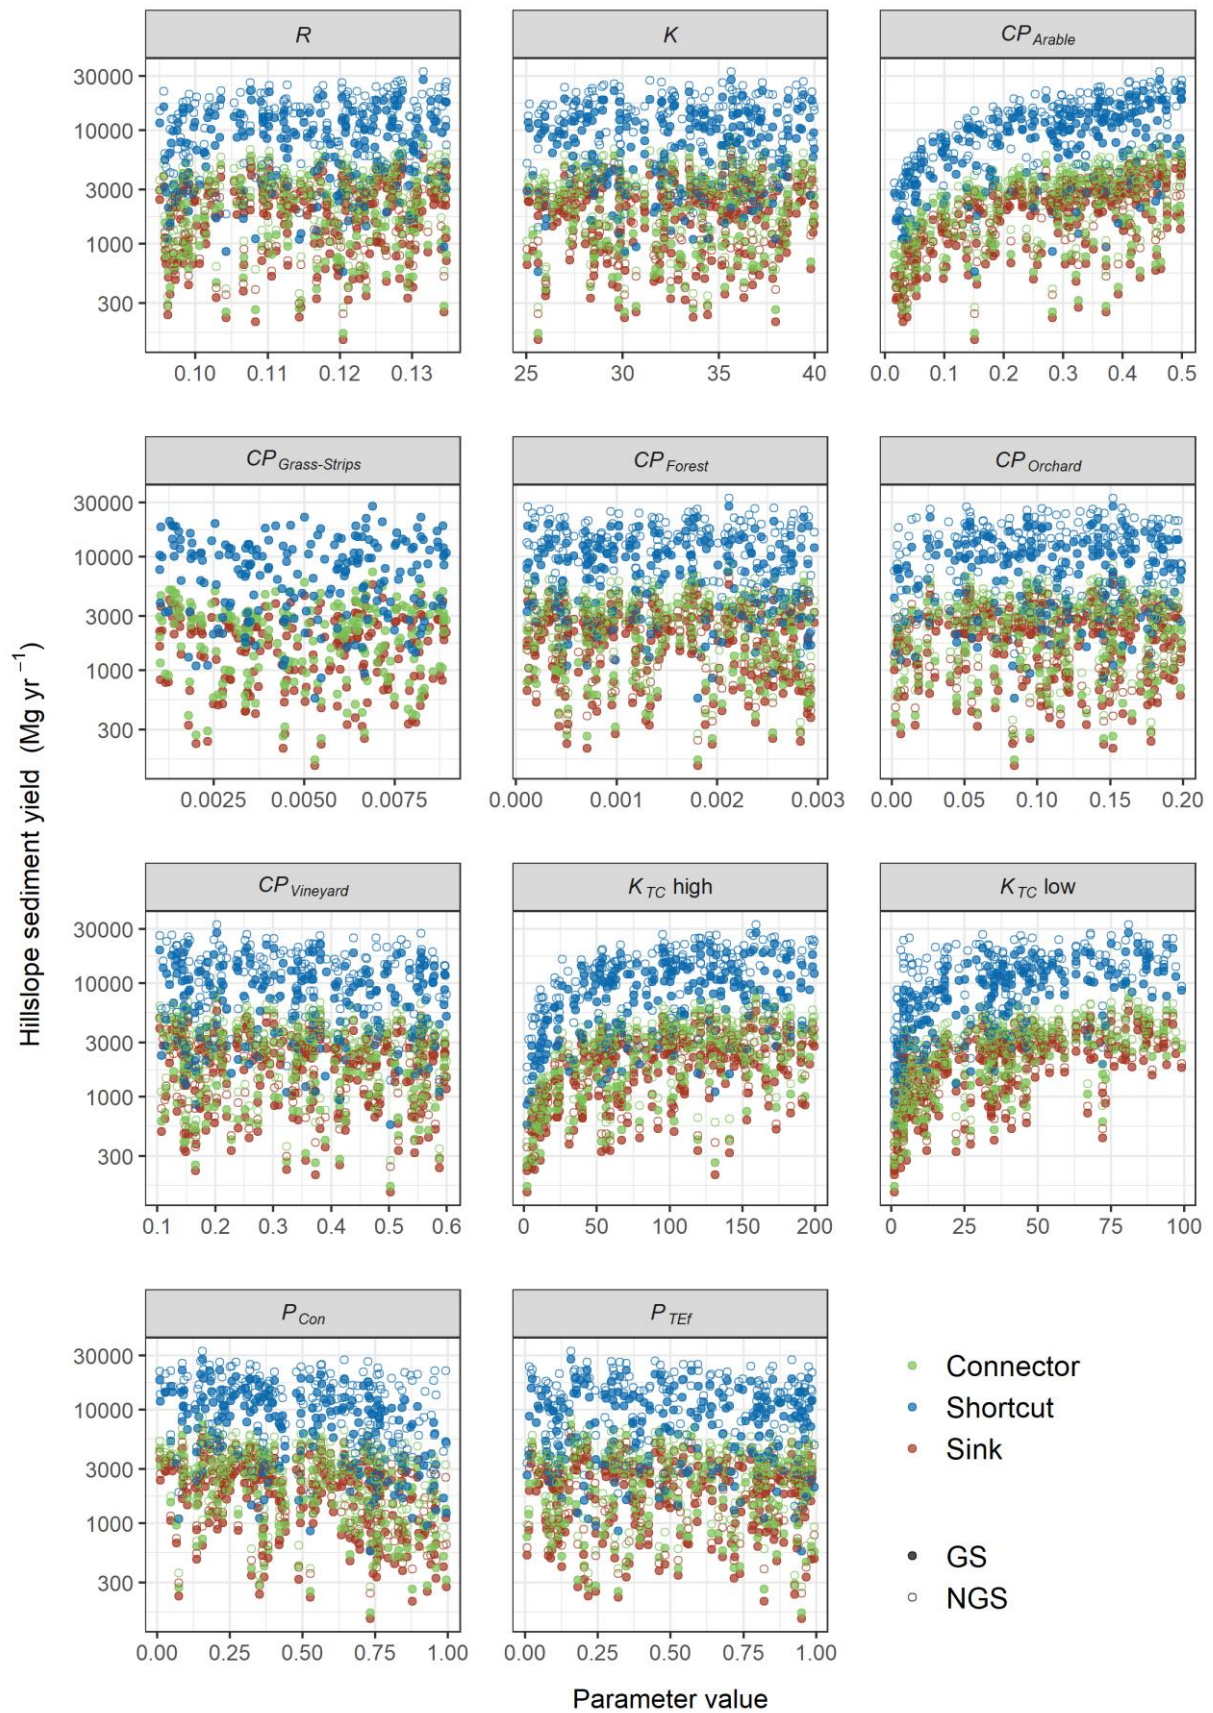 R K CP Arable
30000
10000
3000
1000
300
0.10 0.11 0.12 0.13 25 30 35 40 0.0 0.1 0.2 0.3 0.4 0.5
CP Grass-Strips CP Forest CP Orchard
30000
10000
3000
1000
300
0.0025 0.0050 0.0075 0.000 0.001 0.002 0.003 0.00 0.05 0.10 0.15 0.20
Hillslope sediment yield (Mg yr⁻¹)
CP Vineyard K TC high K TC low
30000
10000
3000
1000
300
0.1 0.2 0.3 0.4 0.5 0.6 0 50 100 150 200 0 25 50 75 100
P Con P TEf
30000
10000
3000
1000
300
0.00 0.25 0.50 0.75 1.00 0.00 0.25 0.50 0.75 1.00
Connector
Shortcut
Sink
GS
NGS
Parameter value